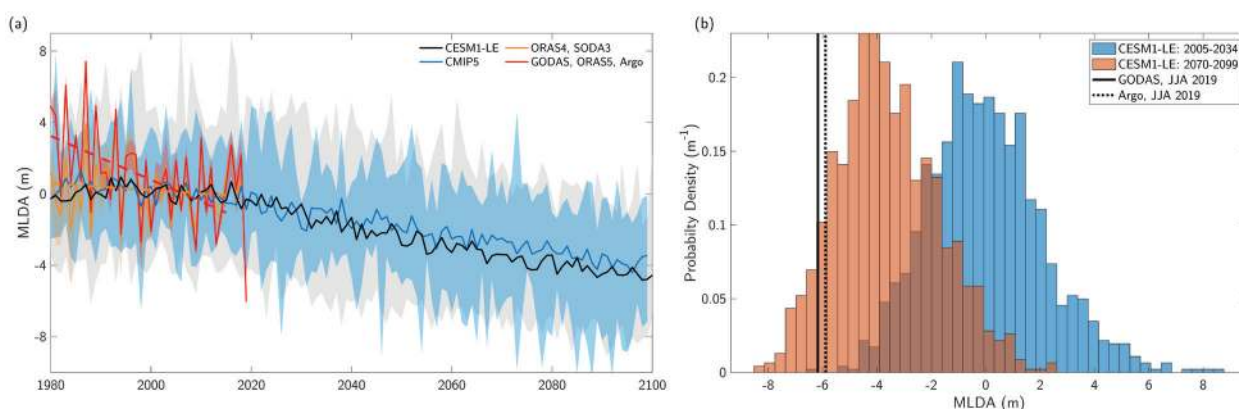 (a)
CESM1-LE
CMIP5
ORAS4, SODA3
GODAS, ORAS5, Argo
MLDA (m)
8
4
0
-4
-8
1980
2000
2020
2040
2060
2080
2100
(b)
CESM1-LE: 2005-2034
CESM1-LE: 2070-2099
GODAS, JJA 2019
Argo, JJA 2019
Probabilty Density (m⁻¹)
0.2
0.15
0.1
0.05
0
-8
-6
-4
-2
0
2
4
6
8
MLDA (m)